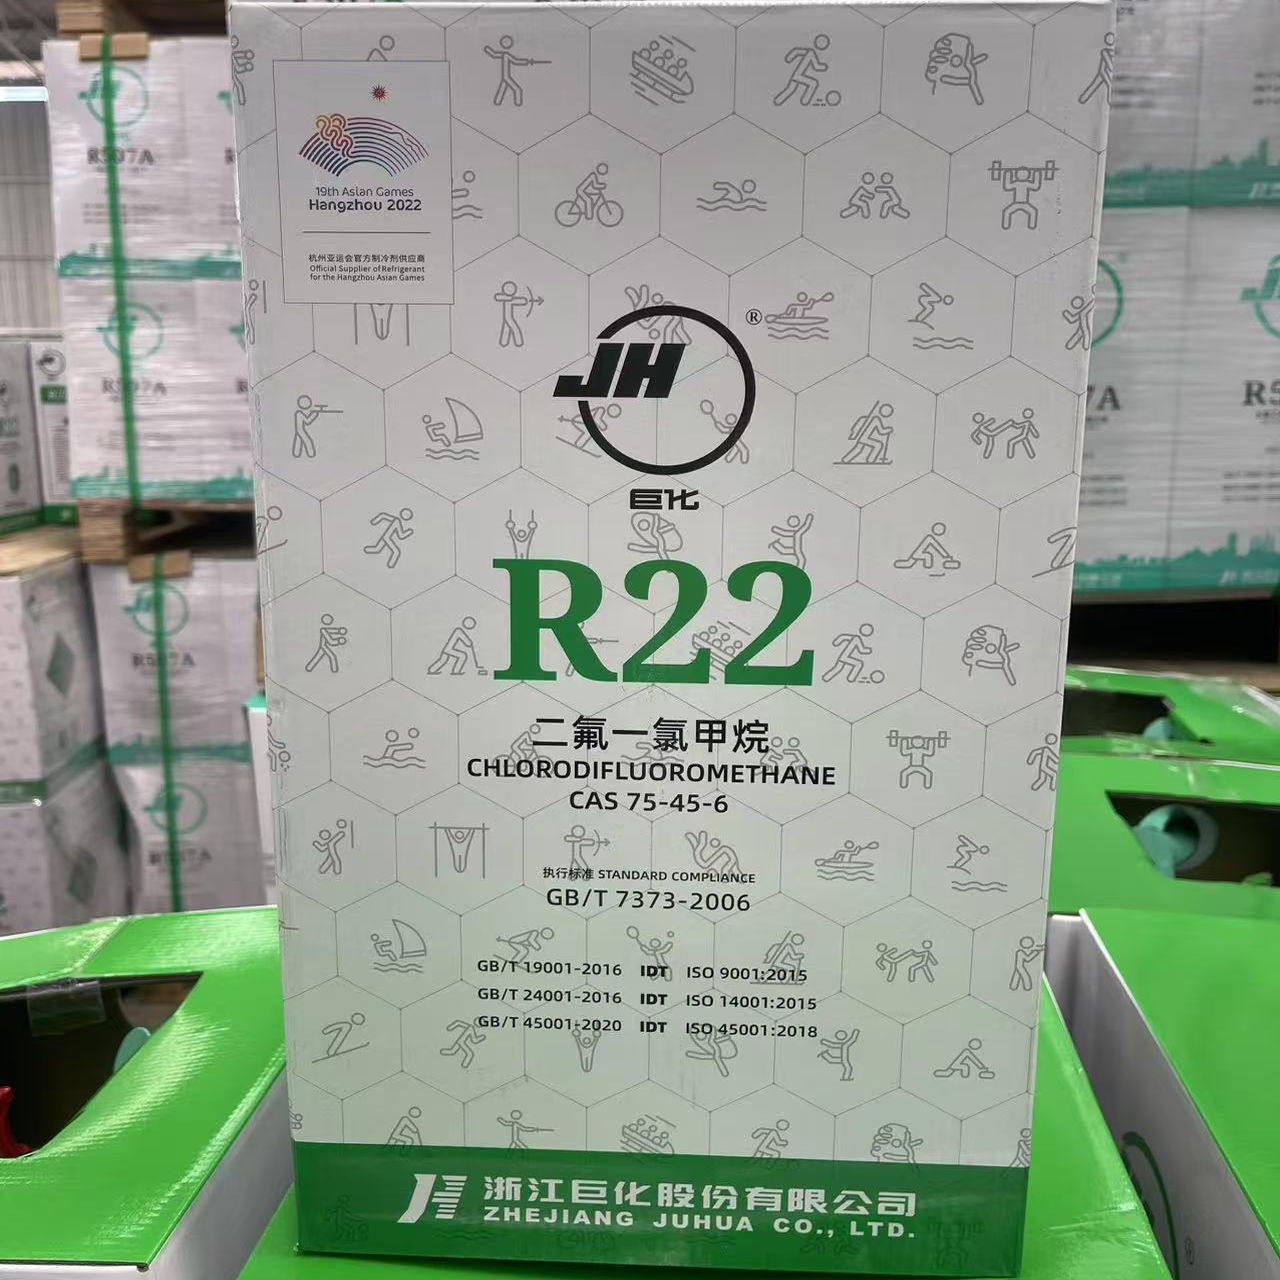 19th Asian Games
Hangzhou 2022
杭州亚运会官方制冷剂供应商
Official Supplier of Refrigerant
for the Hangzhou Asian Games
JH
®
巨化
R22
二氟一氯甲烷
CHLORODIFLUOROMETHANE
CAS 75-45-6
执行标准 STANDARD COMPLIANCE
GB/T 7373-2006
GB/T 19001-2016 IDT ISO 9001:2015
GB/T 24001-2016 IDT ISO 14001:2015
GB/T 45001-2020 IDT ISO 45001:2018
浙江巨化股份有限公司
ZHEJIANG JUHUA CO., LTD.
R507A
R507A
R507A
R507A